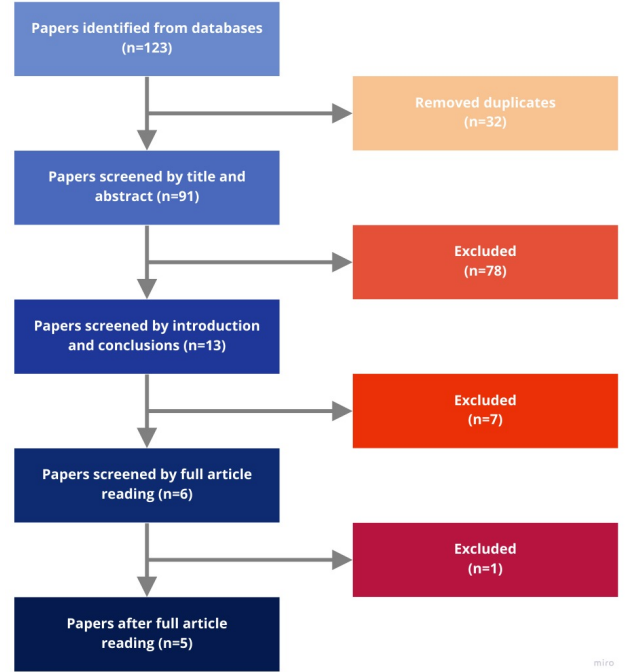 Papers identified from databases
(n=123)
Removed duplicates
(n=32)
Papers screened by title and
abstract (n=91)
Excluded
(n=78)
Papers screened by introduction
and conclusions (n=13)
Excluded
(n=7)
Papers screened by full article
reading (n=6)
Excluded
(n=1)
Papers after full article
reading (n=5)
miro